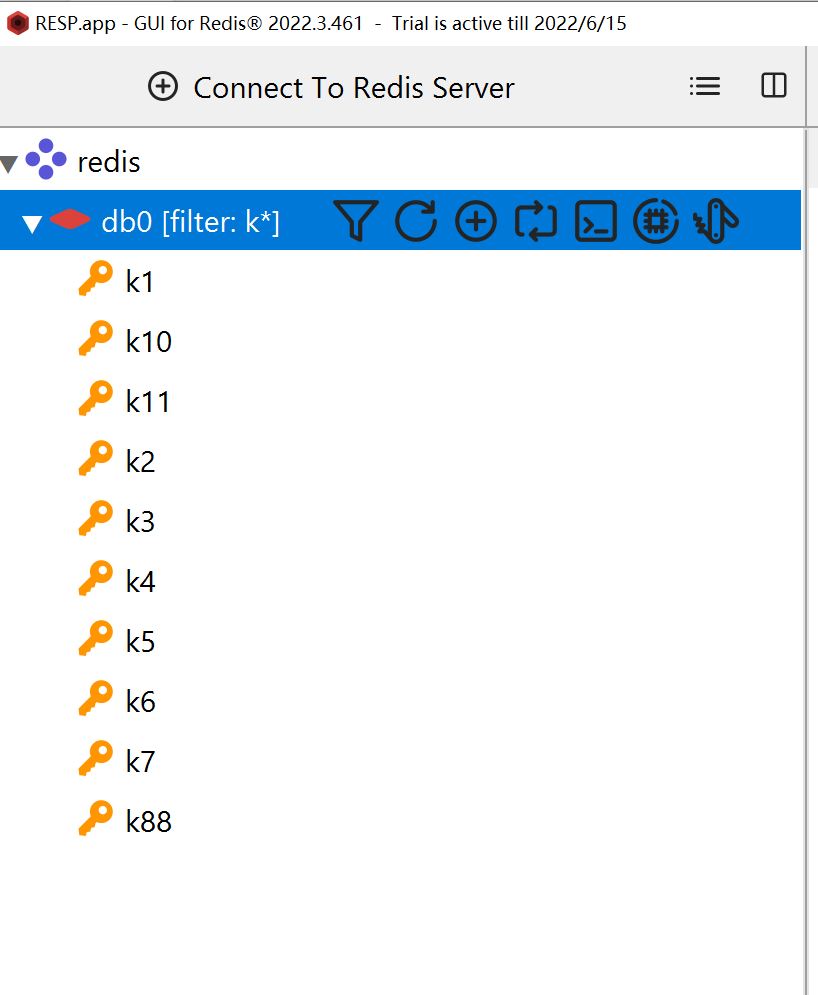 RESP.app - GUI for Redis® 2022.3.461 - Trial is active till 2022/6/15
Connect To Redis Server
redis
db0 [filter: k*]
k1
k10
k11
k2
k3
k4
k5
k6
k7
k88